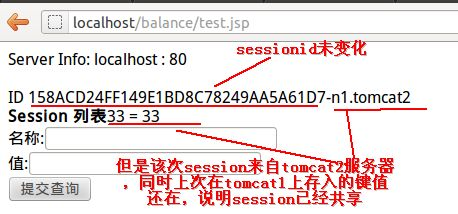 localhost/balance/test.jsp
Server Info: localhost : 80
sessionid未变化
ID 158ACD24FF149E1BD8C78249AA5A61D7-n1.tomcat2
Session 列表33 = 33
名称:
值:
但是该次session来自tomcat2服务器
，同时上次在tomcat1上存入的键值
还在，说明session已经共享
提交查询